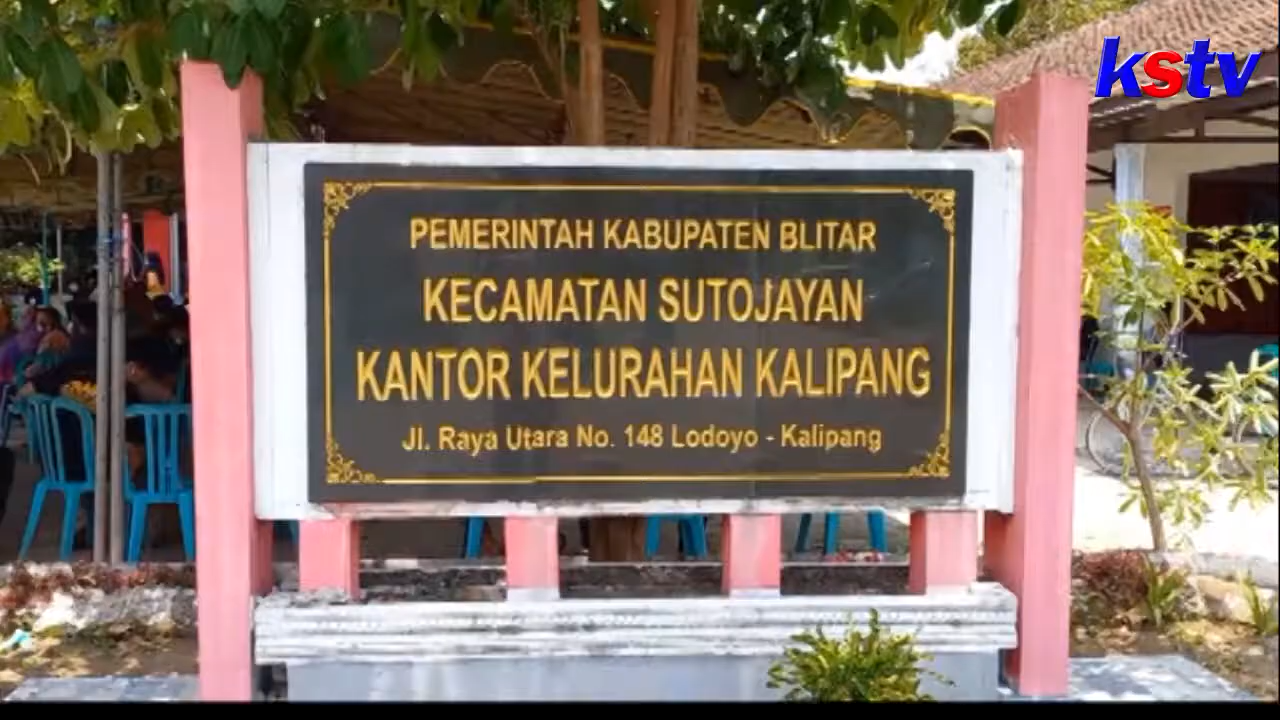 kstv
PEMERINTAH KABUPATEN BLITAR
KECAMATAN SUTOJAYAN
KANTOR KELURAHAN KALIPANG
Jl. Raya Utara No. 148 Lodoyo - Kalipang